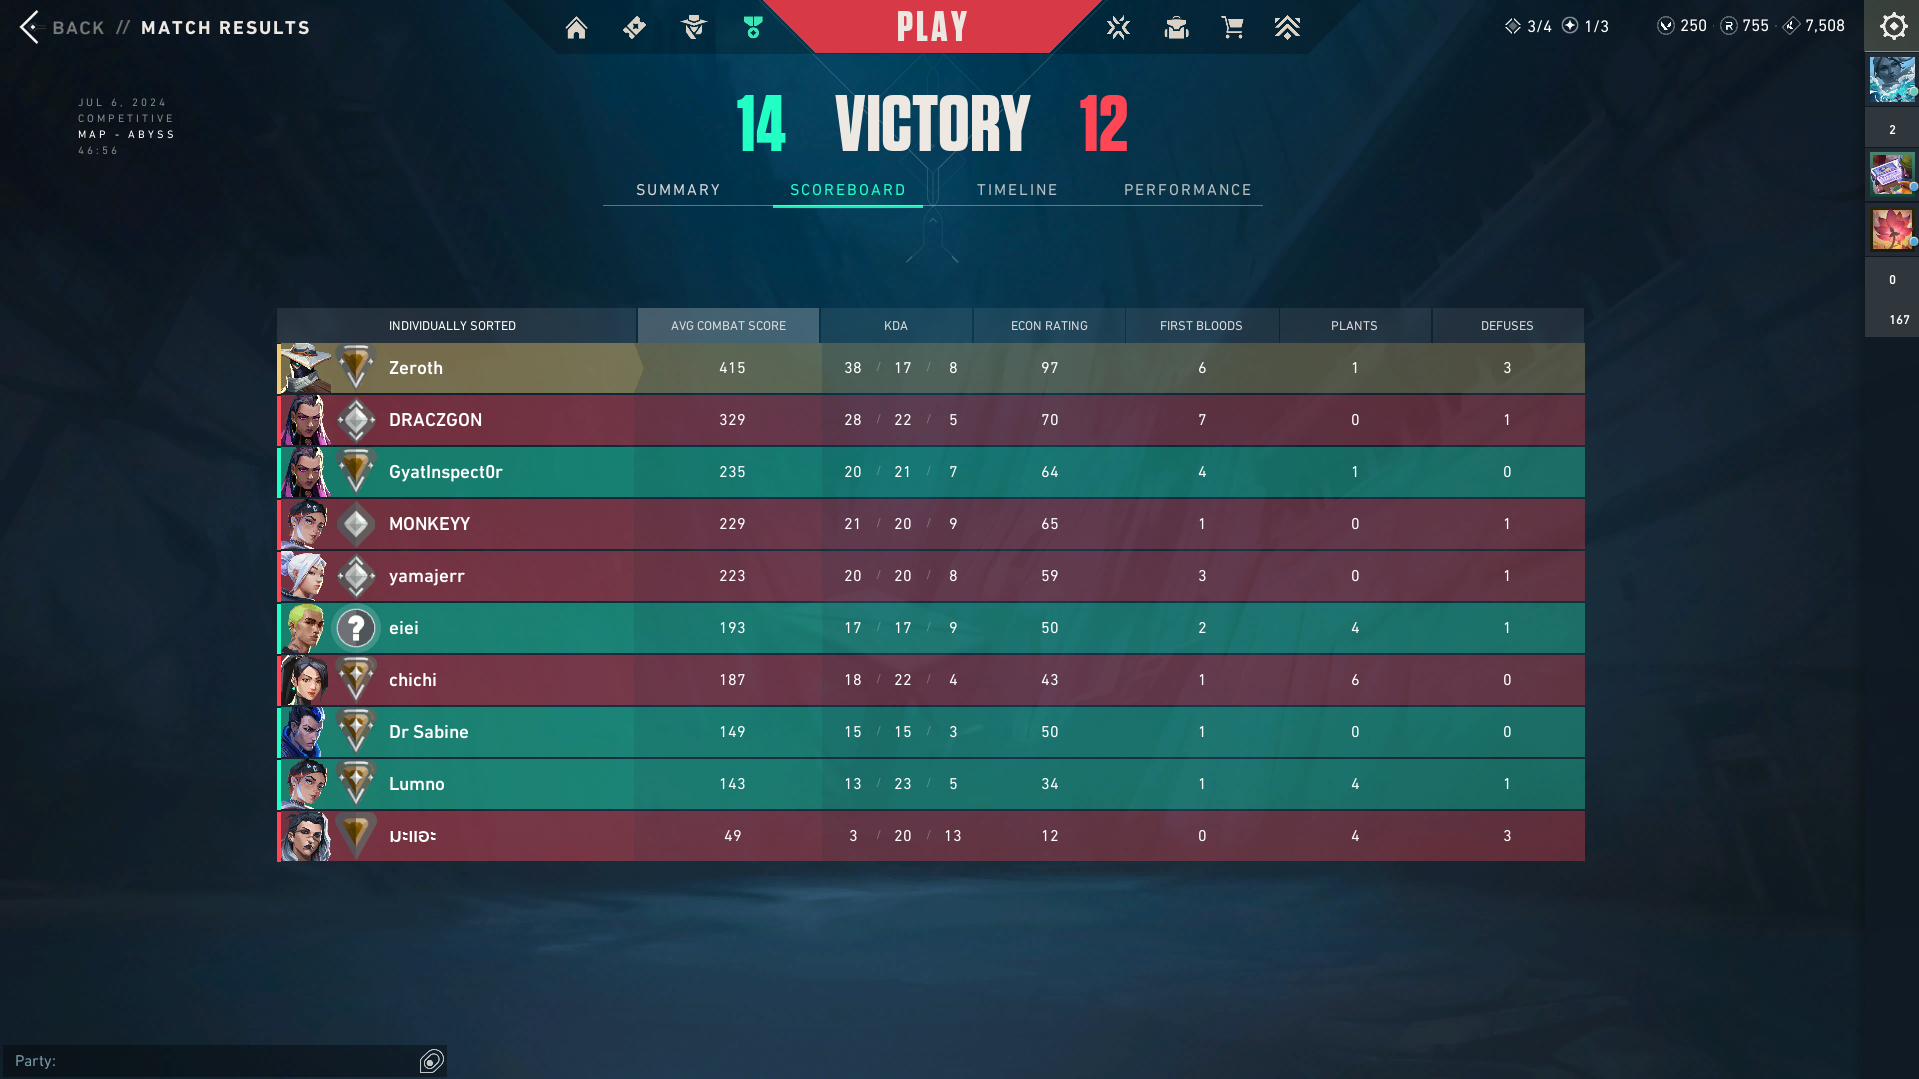 BACK // MATCH RESULTS
PLAY
3/4 1/3 250 755 7,508
JUL 6, 2024
COMPETITIVE
MAP - ABYSS
46:56
14 VICTORY 12
SUMMARY SCOREBOARD TIMELINE PERFORMANCE
2
0
167
INDIVIDUALLY SORTED AVG COMBAT SCORE KDA ECON RATING FIRST BLOODS PLANTS DEFUSES
Zeroth 415 38 / 17 / 8 97 6 1 3
DRACZGON 329 28 / 22 / 5 70 7 0 1
GyatInspect0r 235 20 / 21 / 7 64 4 1 0
MONKEYY 229 21 / 20 / 9 65 1 0 1
yamajerr 223 20 / 20 / 8 59 3 0 1
? eiei 193 17 / 17 / 9 50 2 4 1
chichi 187 18 / 22 / 4 43 1 6 0
Dr Sabine 149 15 / 15 / 3 50 1 0 0
Lumno 143 13 / 23 / 5 34 1 4 1
มะแอะ 49 3 / 20 / 13 12 0 4 3
Party: